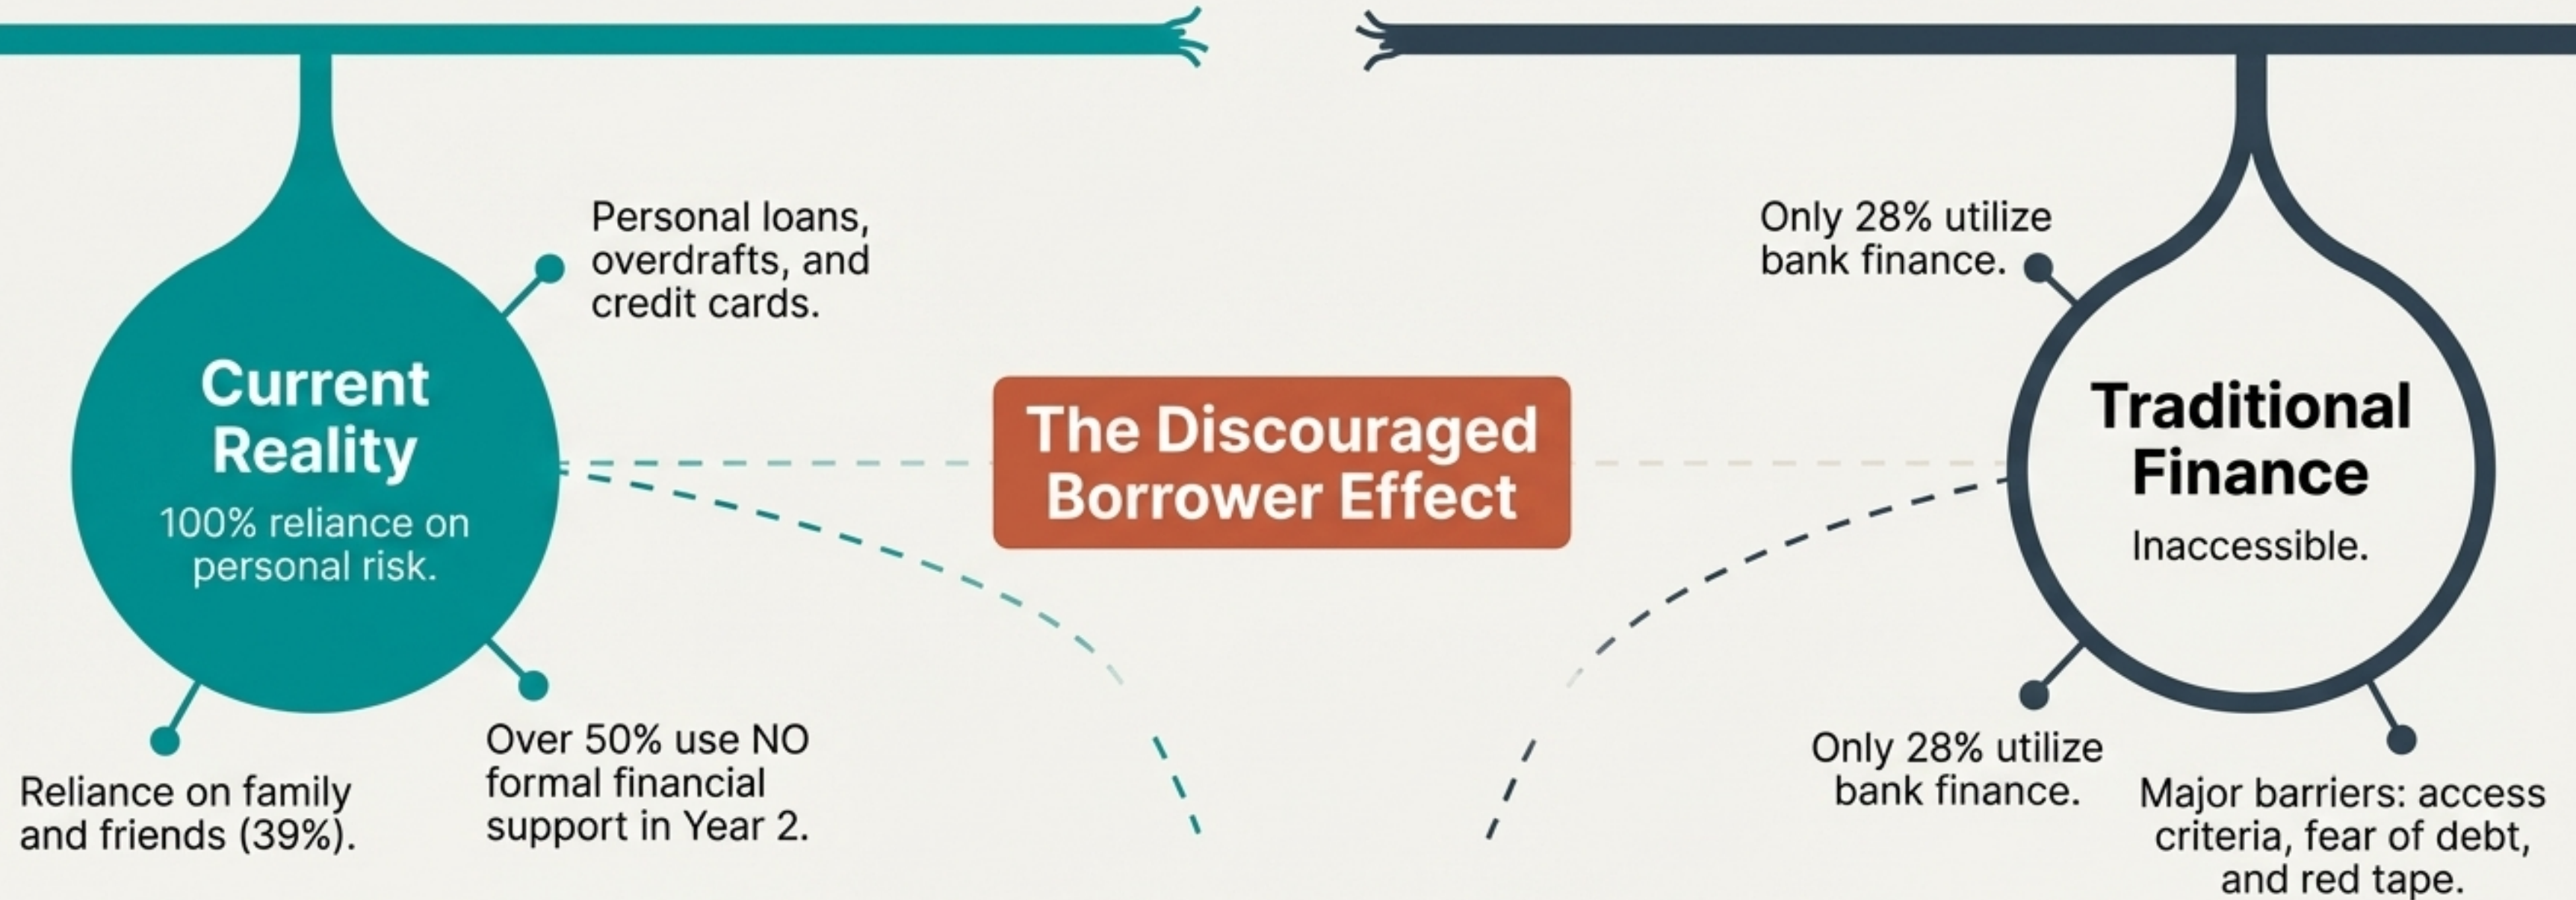 Personal loans,
overdrafts, and
credit cards.
Current
Reality
100% reliance on
personal risk.
Reliance on family
and friends (39%).
Over 50% use NO
formal financial
support in Year 2.
The Discouraged
Borrower Effect
Only 28% utilize
bank finance.
Traditional
Finance
Inaccessible.
Only 28% utilize
bank finance.
Major barriers: access
criteria, fear of debt,
and red tape.